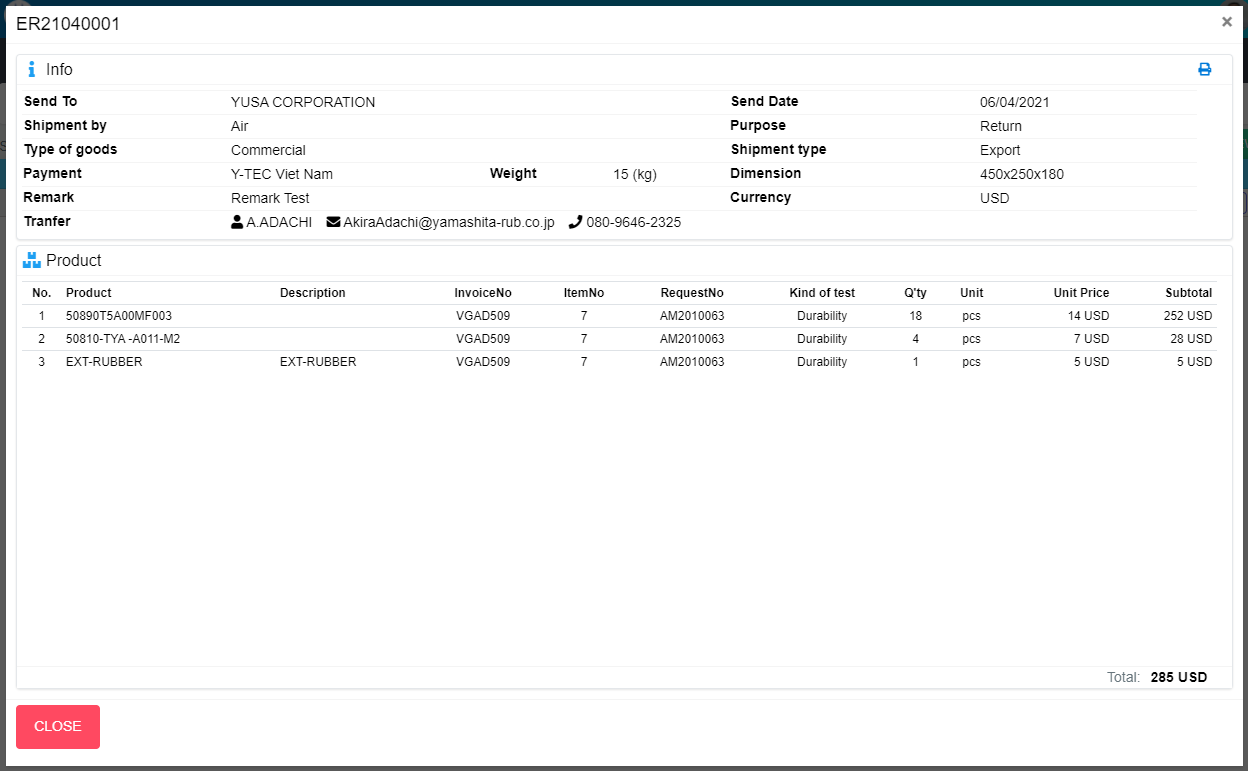 ER21040001 ×
Info
Send To YUSA CORPORATION Send Date 06/04/2021
Shipment by Air Purpose Return
Type of goods Commercial Shipment type Export
Payment Y-TEC Viet Nam Weight 15 (kg) Dimension 450x250x180
Remark Remark Test Currency USD
Tranfer A.ADACHI AkiraAdachi@yamashita-rub.co.jp 080-9646-2325
Product
No. Product Description InvoiceNo ItemNo RequestNo Kind of test Q'ty Unit Unit Price Subtotal
1 50890T5A00MF003 VGAD509 7 AM2010063 Durability 18 pcs 14 USD 252 USD
2 50810-TYA -A011-M2 VGAD509 7 AM2010063 Durability 4 pcs 7 USD 28 USD
3 EXT-RUBBER EXT-RUBBER VGAD509 7 AM2010063 Durability 1 pcs 5 USD 5 USD
Total: 285 USD
CLOSE